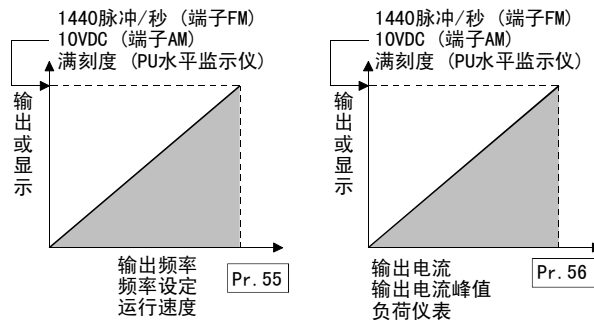 1440脉冲/秒 (端子FM)
10VDC (端子AM)
满刻度 (PU水平监示仪)
输出或显示
输出频率
频率设定
运行速度
Pr.55
1440脉冲/秒 (端子FM)
10VDC (端子AM)
满刻度 (PU水平监示仪)
输出或显示
输出电流
输出电流峰值
负荷仪表
Pr.56